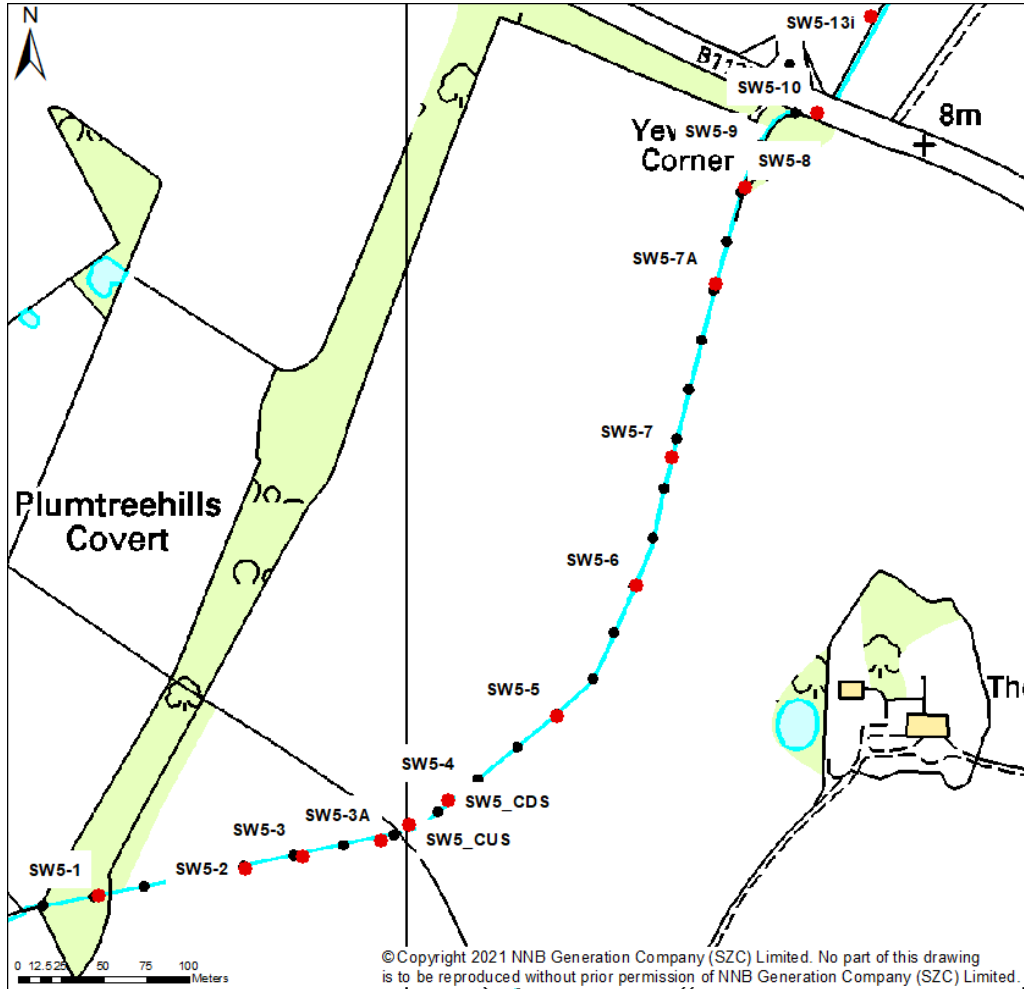 N
SW5-13i
SW5-10
8m
SW5-9
Corner
SW5-8
SW5-7A
SW5-7
Plumtreehills
Covert
SW5-6
SW5-5
SW5-4
SW5_CDS
SW5-3A
SW5-3
SW5_CUS
SW5-2
SW5-1
0 12.5 25 50 75 100
Meters
© Copyright 2021 NNB Generation Company (SZC) Limited. No part of this drawing
is to be reproduced without prior permission of NNB Generation Company (SZC) Limited.